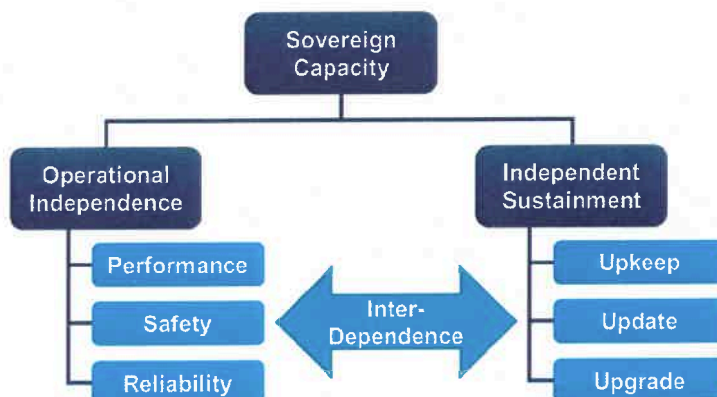 Sovereign
Capacity
Operational
Independence
Independent
Sustainment
Performance
Safety
Reliability
Inter-
Dependence
Upkeep
Update
Upgrade